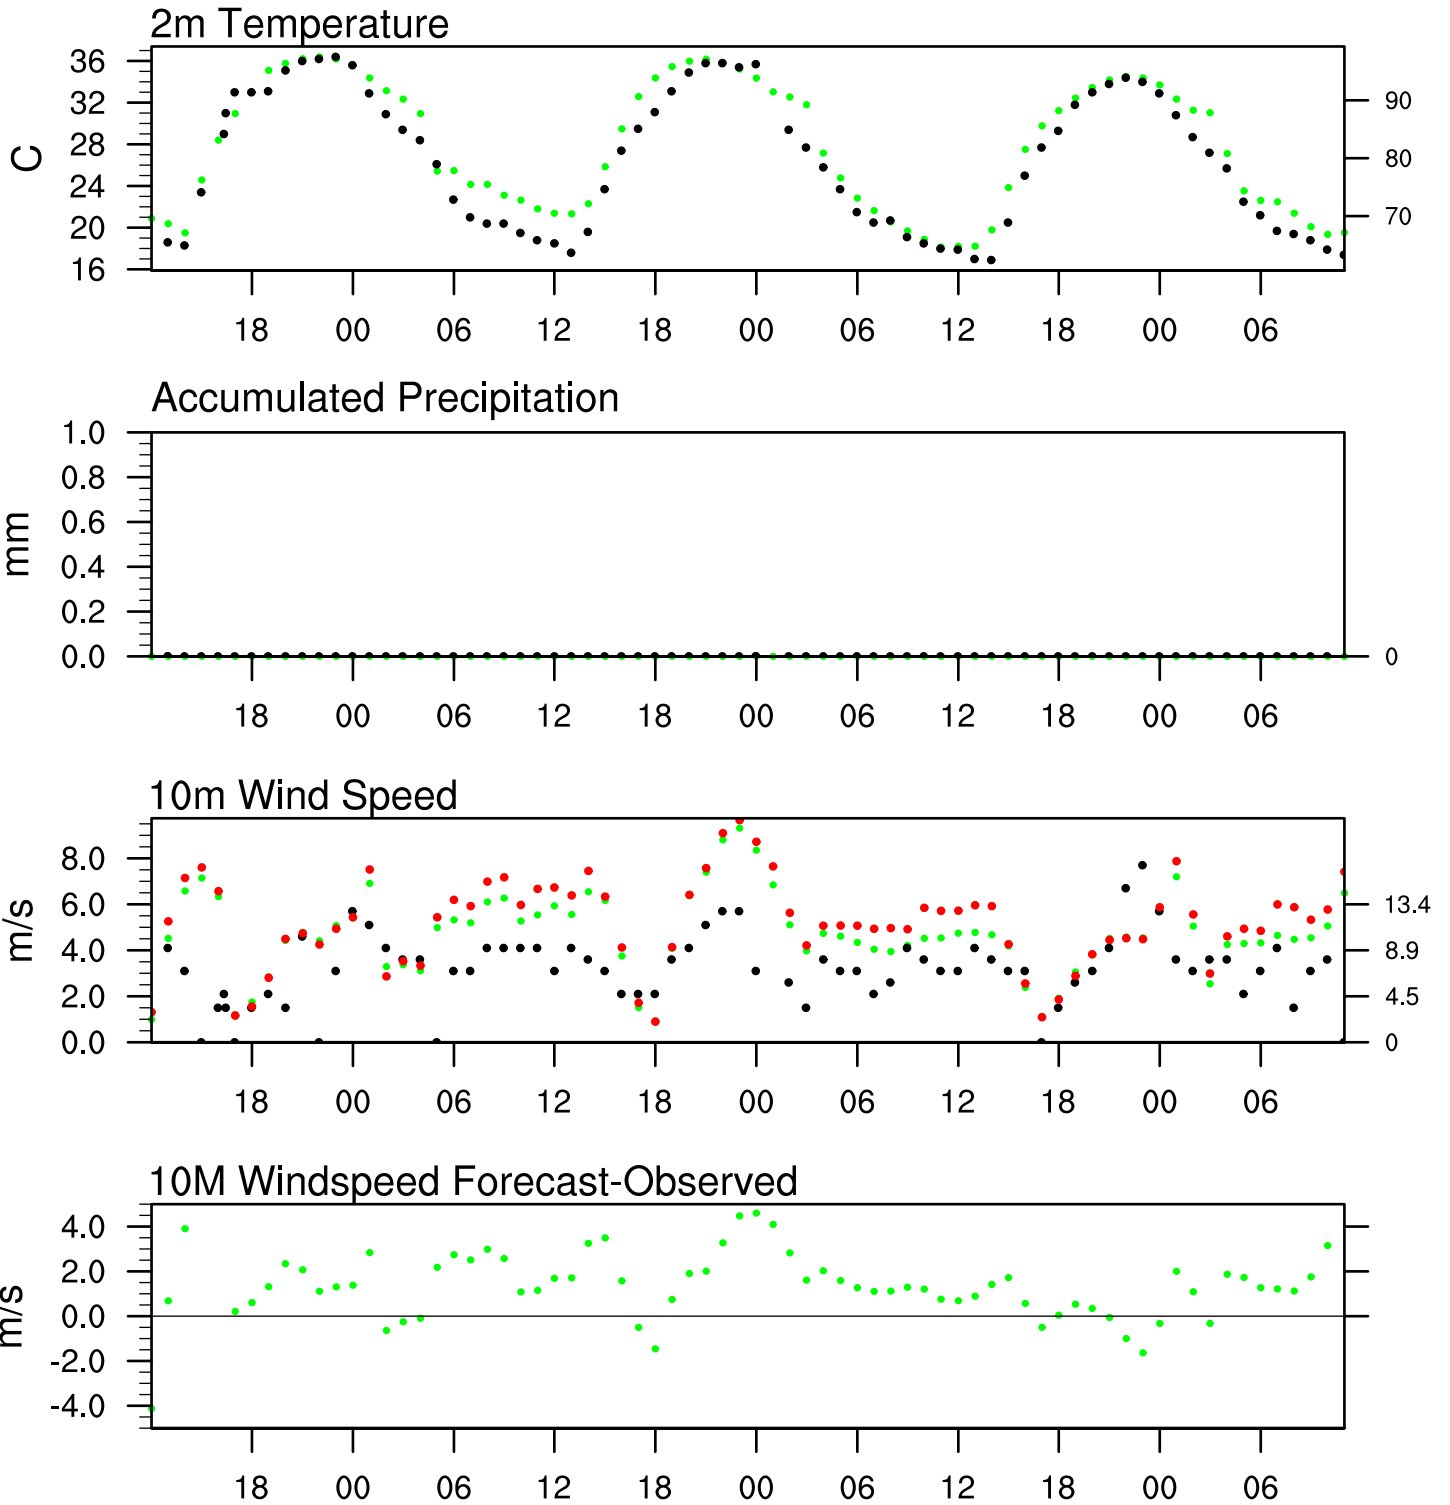 2m Temperature
36
32
28
24
20
16
C
90
80
70
18 00 06 12 18 00 06 12 18 00 06
Accumulated Precipitation
1.0
0.8
0.6
0.4
0.2
0.0
mm
0
18 00 06 12 18 00 06 12 18 00 06
10m Wind Speed
8.0
6.0
4.0
2.0
0.0
m/s
13.4
8.9
4.5
0
18 00 06 12 18 00 06 12 18 00 06
10M Windspeed Forecast-Observed
4.0
2.0
0.0
-2.0
-4.0
m/s
18 00 06 12 18 00 06 12 18 00 06